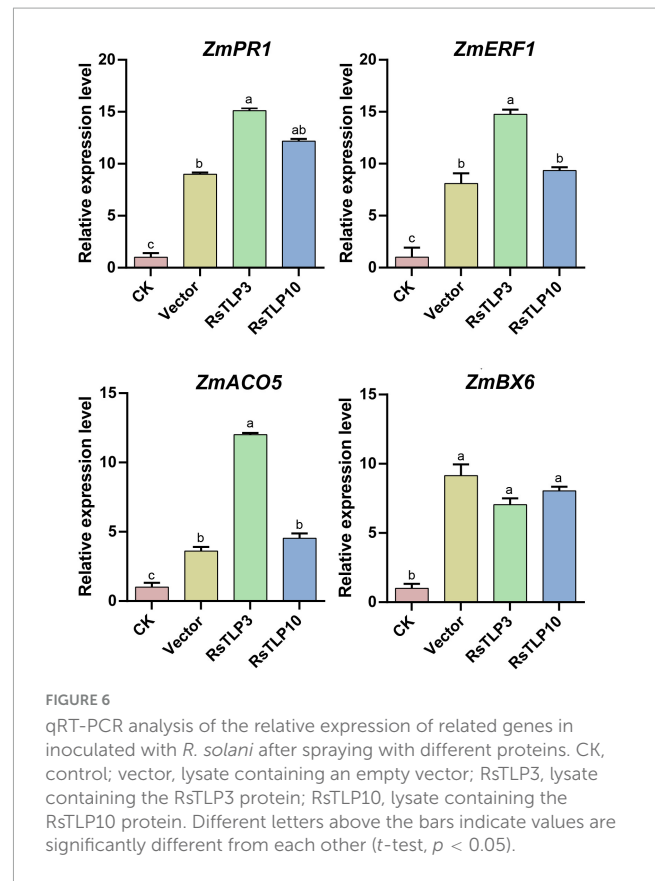 ZmPR1
Relative expression level
20
15
10
5
0
c
b
a
ab
CK
Vector
RsTLP3
RsTLP10
ZmERF1
Relative expression level
20
15
10
5
0
c
b
a
b
CK
Vector
RsTLP3
RsTLP10
ZmACO5
Relative expression level
15
10
5
0
c
b
a
b
CK
Vector
RsTLP3
RsTLP10
ZmBX6
Relative expression level
15
10
5
0
b
a
a
a
CK
Vector
RsTLP3
RsTLP10
FIGURE 6
qRT-PCR analysis of the relative expression of related genes in
inoculated with R. solani after spraying with different proteins. CK,
control; vector, lysate containing an empty vector; RsTLP3, lysate
containing the RsTLP3 protein; RsTLP10, lysate containing the
RsTLP10 protein. Different letters above the bars indicate values are
significantly different from each other (t-test, p < 0.05).